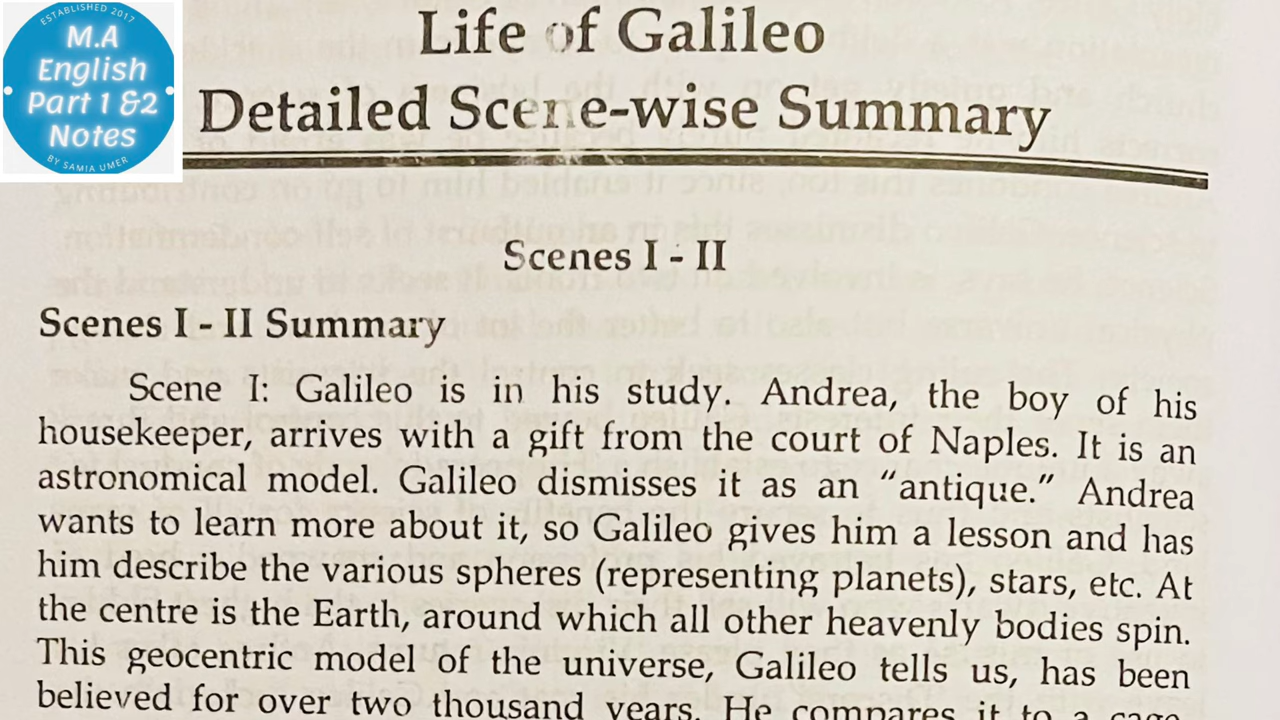 ESTABLISHED 2017
M.A
English
Part 1 &2
Notes
BY SAMIA UMER
Life of Galileo
Detailed Scene-wise Summary
Scenes I - II
Scenes I - II Summary
Scene I: Galileo is in his study. Andrea, the boy of his
housekeeper, arrives with a gift from the court of Naples. It is an
astronomical model. Galileo dismisses it as an “antique.” Andrea
wants to learn more about it, so Galileo gives him a lesson and has
him describe the various spheres (representing planets), stars, etc. At
the centre is the Earth, around which all other heavenly bodies spin.
This geocentric model of the universe, Galileo tells us, has been
believed for over two thousand years. He compares it to a cage